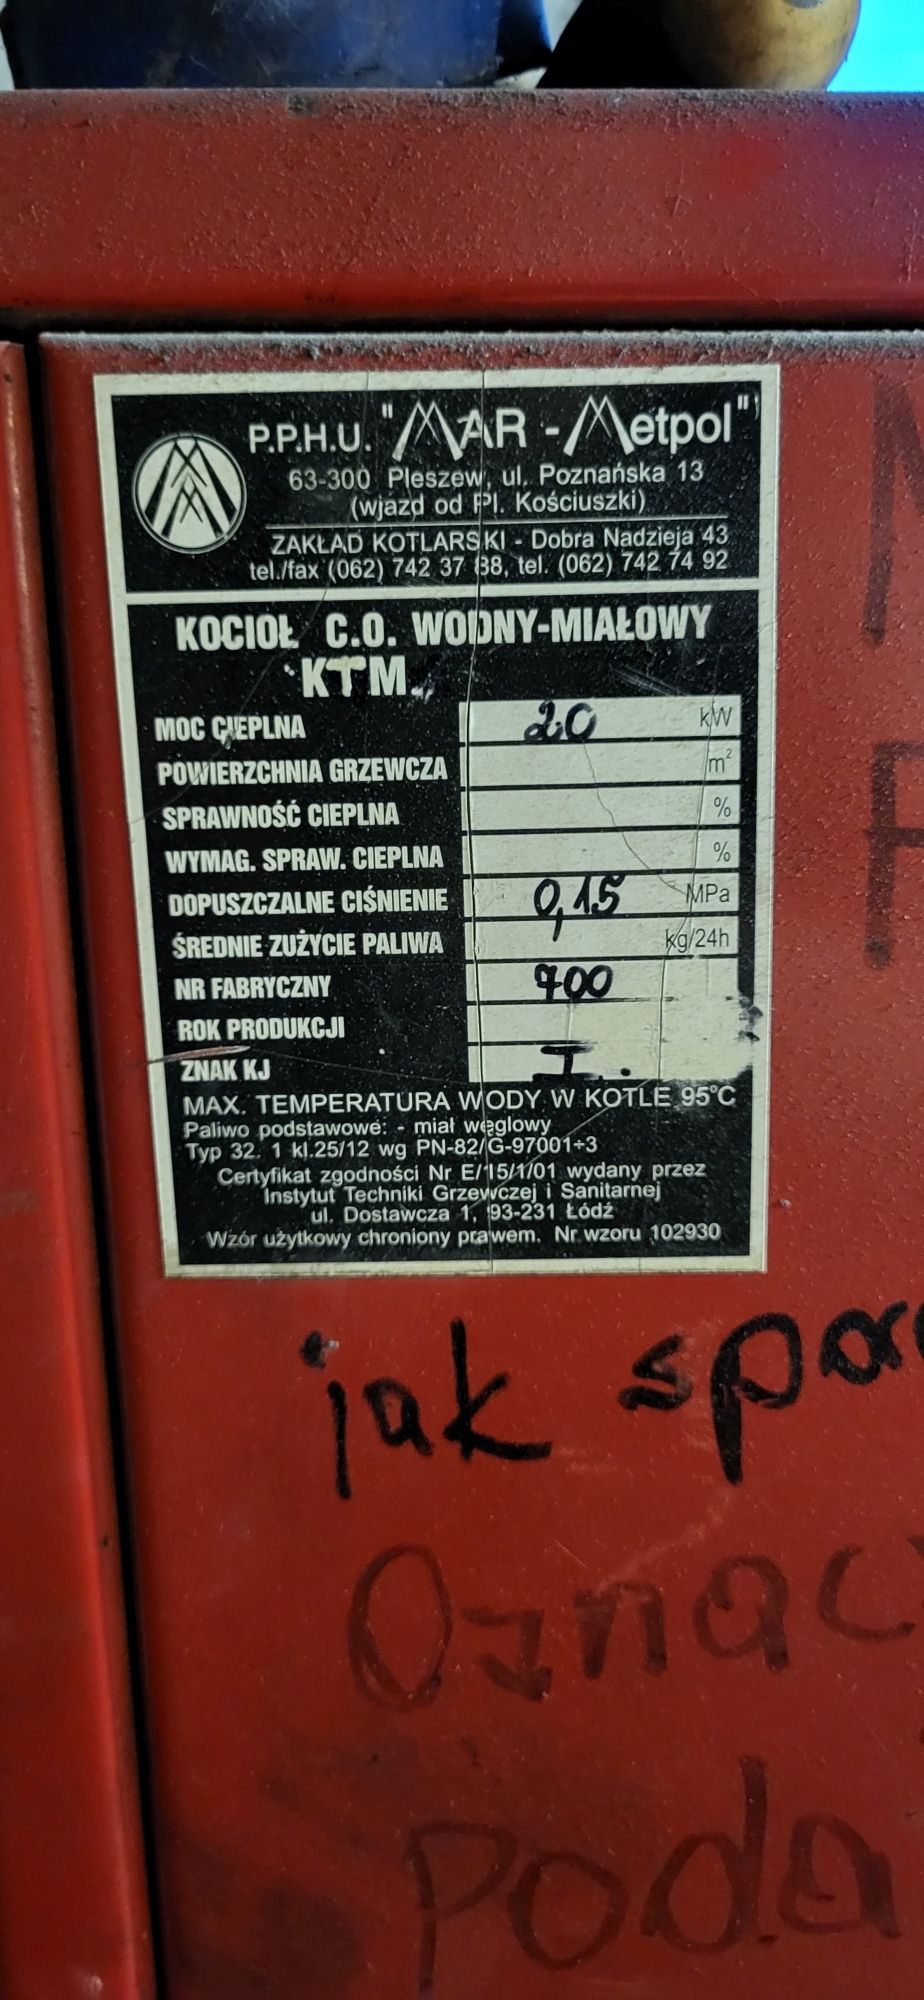 P.P.H.U. "MAR - Metpol"
63-300 Pleszew, ul. Poznańska 13
(wjazd od Pl. Kościuszki)
ZAKŁAD KOTLARSKI - Dobra Nadzieja 43
tel./fax (062) 742 37 88, tel. (062) 742 74 92
KOCIOŁ C.O. WODNY-MIAŁOWY
KTM
MOC CIEPLNA 20 kW
POWIERZCHNIA GRZEWCZA m²
SPRAWNOŚĆ CIEPLNA %
WYMAG. SPRAW. CIEPLNA %
DOPUSZCZALNE CIŚNIENIE 0,15 MPa
ŚREDNIE ZUŻYCIE PALIWA kg/24h
NR FABRYCZNY 700
ROK PRODUKCJI
ZNAK KJ I.
MAX. TEMPERATURA WODY W KOTLE 95°C
Paliwo podstawowe: - miał węglowy
Typ 32. 1 kl.25/12 wg PN-82/G-97001÷3
Certyfikat zgodności Nr E/15/1/01 wydany przez
Instytut Techniki Grzewczej i Sanitarnej
ul. Dostawcza 1, 93-231 Łódź
Wzór użytkowy chroniony prawem. Nr wzoru 102930
jak